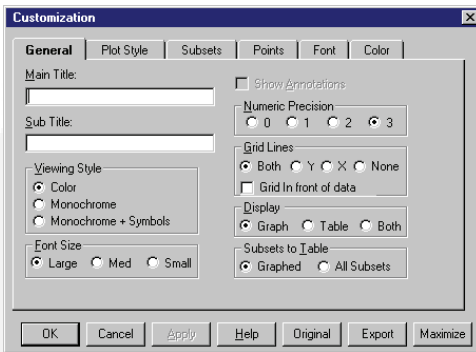 Customization
General Plot Style Subsets Points Font Color
Main Title:
Show Annotations
Numeric Precision
0 1 2 3
Sub Title:
Grid Lines
Both Y X None
Grid In front of data
Viewing Style
Color
Monochrome
Monochrome + Symbols
Display
Graph Table Both
Font Size
Large Med Small
Subsets to Table
Graphed All Subsets
OK Cancel Apply Help Original Export Maximize